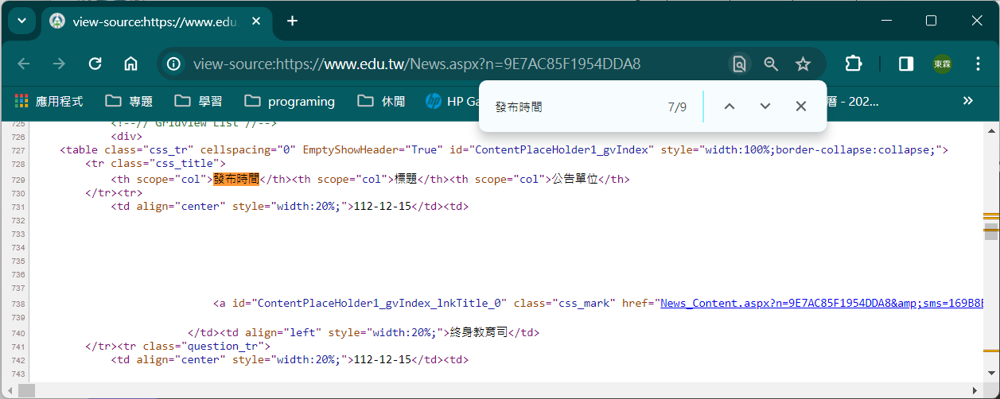 view-source:https://www.edu.
view-source:https://www.edu.tw/News.aspx?n=9E7AC85F1954DDA8
東霖
應用程式 專題 學習 programing 休閒 HP Ga 曆 - 202...
發布時間 7/9
725 <!--// GridView List //-->
726 <div>
727 <table class="css_tr" cellspacing="0" EmptyShowHeader="True" id="ContentPlaceHolder1_gvIndex" style="width:100%;border-collapse:collapse;">
728 <tr class="css_title">
729 <th scope="col">發布時間</th><th scope="col">標題</th><th scope="col">公告單位</th>
730 </tr><tr>
731 <td align="center" style="width:20%;">112-12-15</td><td>
732
733
734
735
736
737
738 <a id="ContentPlaceHolder1_gvIndex_lnkTitle_0" class="css_mark" href="News_Content.aspx?n=9E7AC85F1954DDA8&amp;sms=169B8E
739
740 </td><td align="left" style="width:20%;">終身教育司</td>
741 </tr><tr class="question_tr">
742 <td align="center" style="width:20%;">112-12-15</td><td>
743